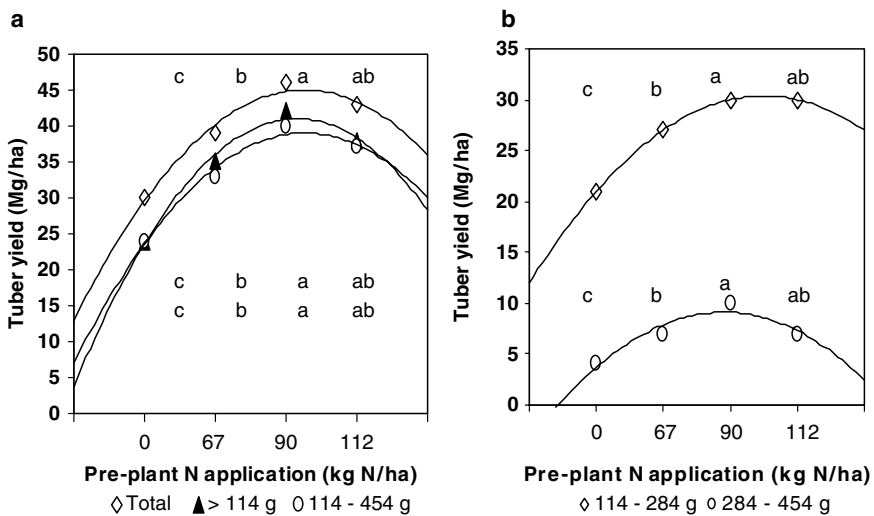 a
Tuber yield (Mg/ha)
50
45
40
35
30
25
20
15
10
5
0
c b a ab
c b a ab
c b a ab
0 67 90 112
Pre-plant N application (kg N/ha)
Total > 114 g 114 - 454 g
b
Tuber yield (Mg/ha)
35
30
25
20
15
10
5
0
c b a ab
c b a ab
0 67 90 112
Pre-plant N application (kg N/ha)
114 - 284 g 284 - 454 g